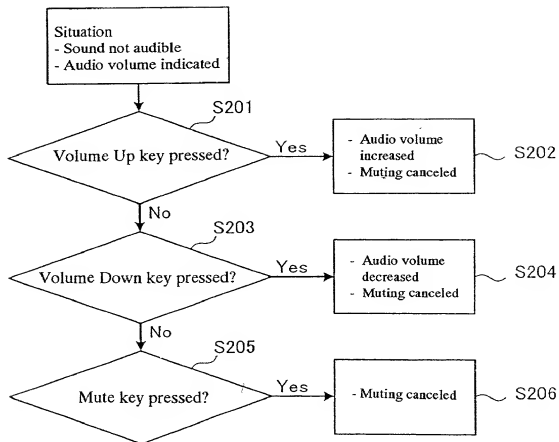 Situation
- Sound not audible
- Audio volume indicated
S201
Volume Up key pressed?
Yes
- Audio volume
increased
- Muting canceled
S202
No
S203
Volume Down key pressed?
Yes
- Audio volume
decreased
- Muting canceled
S204
No
S205
Mute key pressed?
Yes
- Muting canceled
S206